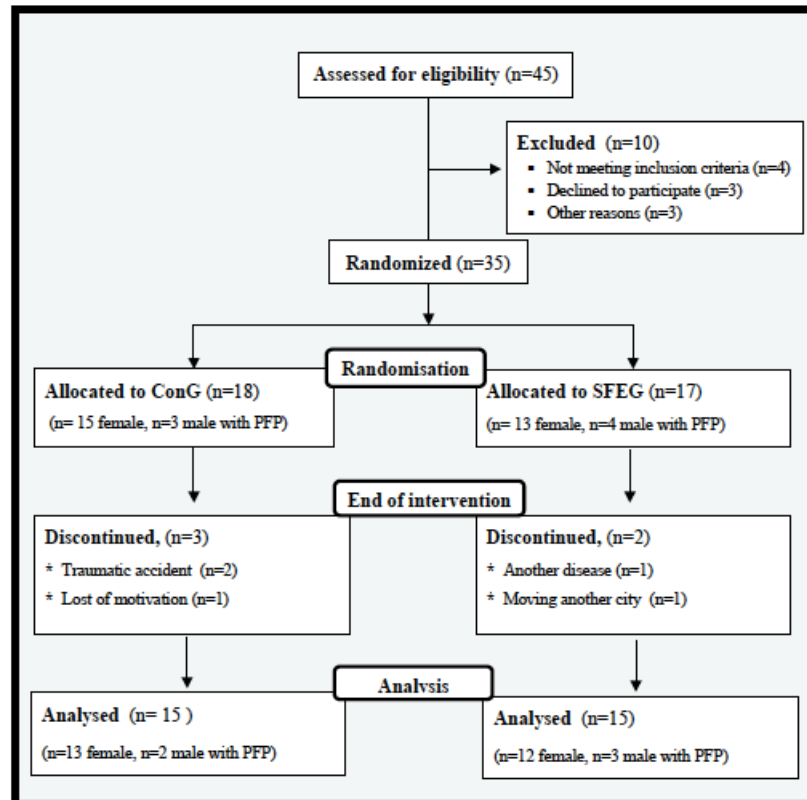 Assessed for eligibility (n=45)
Excluded (n=10)
▪ Not meeting inclusion criteria (n=4)
▪ Declined to participate (n=3)
▪ Other reasons (n=3)
Randomized (n=35)
Randomisation
Allocated to ConG (n=18)
(n= 15 female, n=3 male with PFP)
Allocated to SFEG (n=17)
(n= 13 female, n=4 male with PFP)
End of intervention
Discontinued, (n=3)
* Traumatic accident (n=2)
* Lost of motivation (n=1)
Discontinued, (n=2)
* Another disease (n=1)
* Moving another city (n=1)
Analysis
Analysed (n= 15 )
(n=13 female, n=2 male with PFP)
Analysed (n=15)
(n=12 female, n=3 male with PFP)